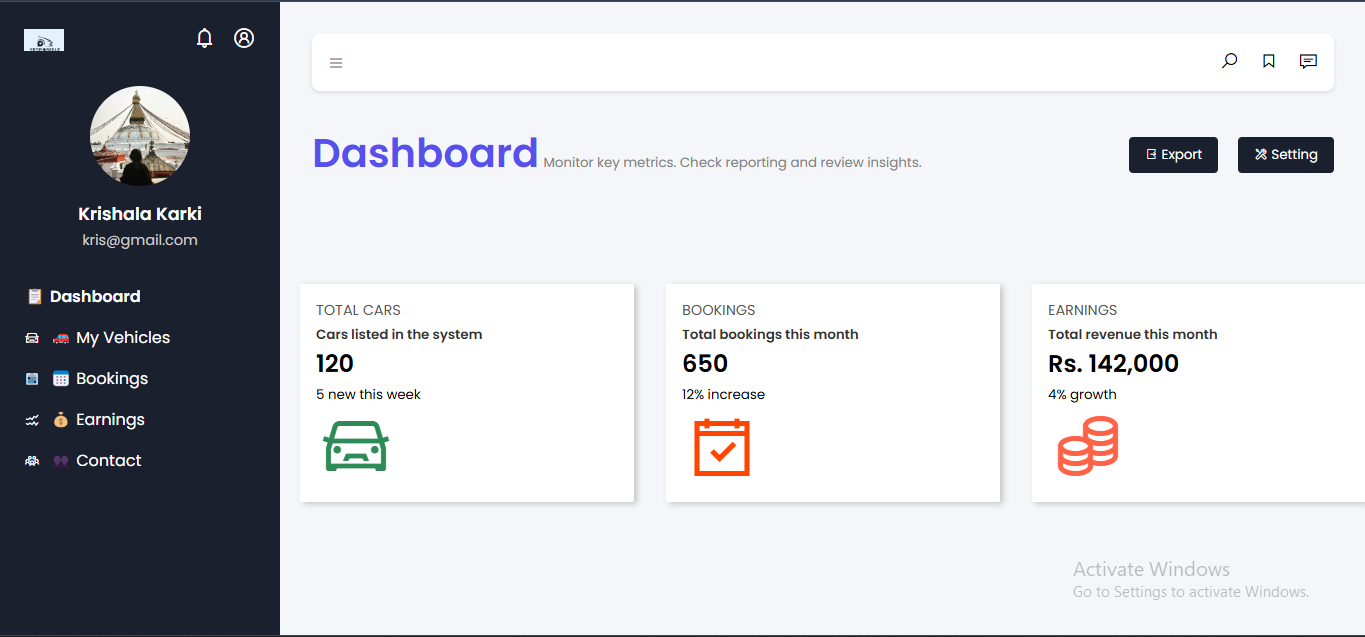 Krishala Karki
kris@gmail.com
Dashboard
My Vehicles
Bookings
Earnings
Contact
Dashboard Monitor key metrics. Check reporting and review insights.
Export
Setting
TOTAL CARS
Cars listed in the system
120
5 new this week
BOOKINGS
Total bookings this month
650
12% increase
EARNINGS
Total revenue this month
Rs. 142,000
4% growth
Activate Windows
Go to Settings to activate Windows.